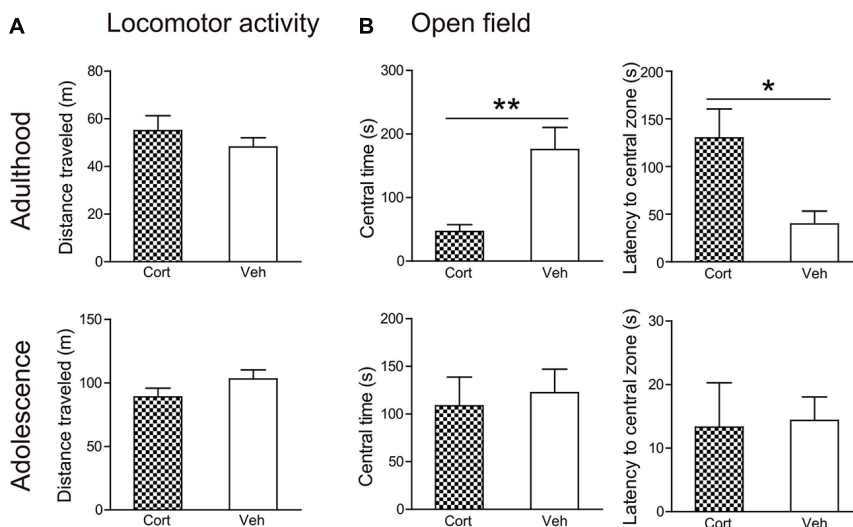 A Locomotor activity B Open field
Adulthood
Distance traveled (m)
80
60
40
20
0
Cort Veh
Central time (s)
300
200
100
0
**
Cort Veh
Latency to central zone (s)
200
150
100
50
0
*
Cort Veh
Adolescence
Distance traveled (m)
150
100
50
0
Cort Veh
Central time (s)
200
150
100
50
0
Cort Veh
Latency to central zone (s)
30
20
10
0
Cort Veh